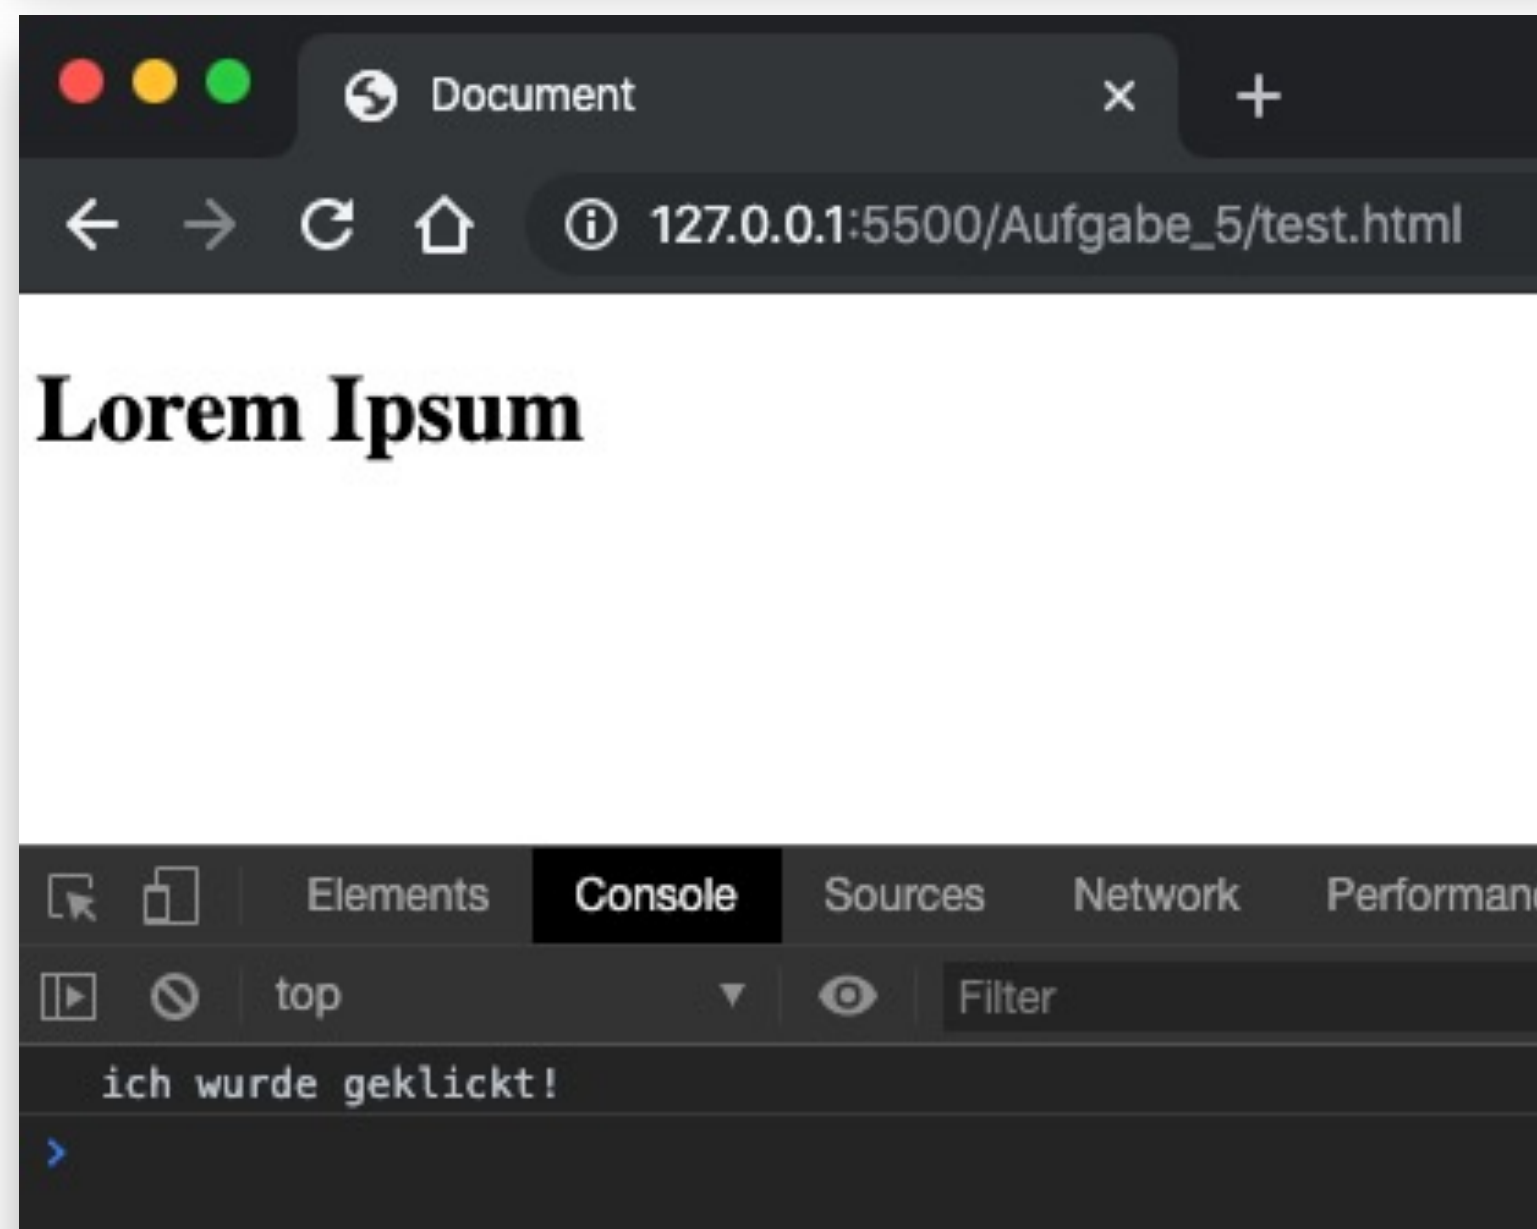 Document
127.0.0.1:5500/Aufgabe_5/test.html
Lorem Ipsum
Elements Console Sources Network Performan
top Filter
ich wurde geklickt!